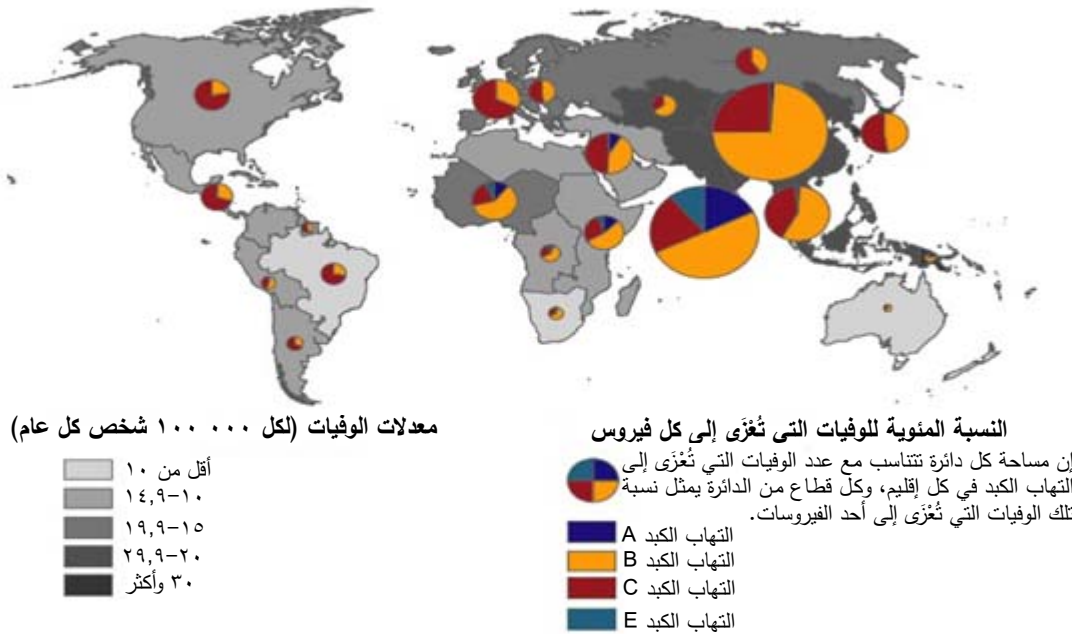 النسبة المئوية للوفيات التي تُعْزَى إلى كل فيروس
إن مساحة كل دائرة تتناسب مع عدد الوفيات التي تُعْزَى إلى
التهاب الكبد في كل إقليم، وكل قطاع من الدائرة يمثل نسبة
تلك الوفيات التي تُعْزَى إلى أحد الفيروسات.
التهاب الكبد A
التهاب الكبد B
التهاب الكبد C
التهاب الكبد E
معدلات الوفيات (لكل ٠٠٠ ١٠٠ شخص كل عام)
أقل من ١٠
١٠-١٤,٩
١٥-١٩,٩
٢٠-٢٩,٩
٣٠ وأكثر